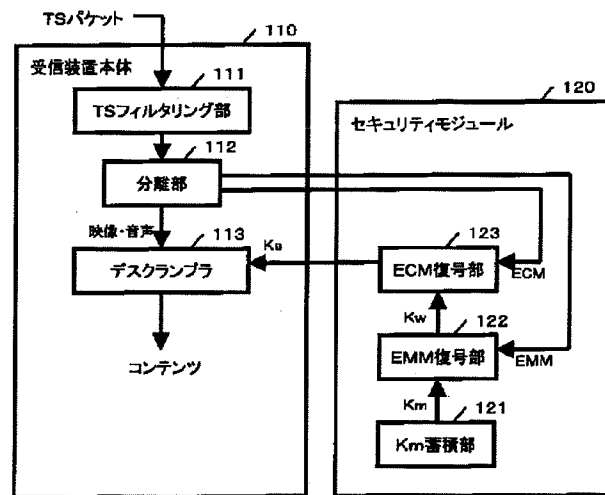 TSパケット
110
受信装置本体
111
TSフィルタリング部
112
分離部
映像・音声
113
デスクランブラ
コンテンツ
120
セキュリティモジュール
Ks
123
ECM復号部
ECM
Kw
122
EMM復号部
EMM
Km
121
Km蓄積部